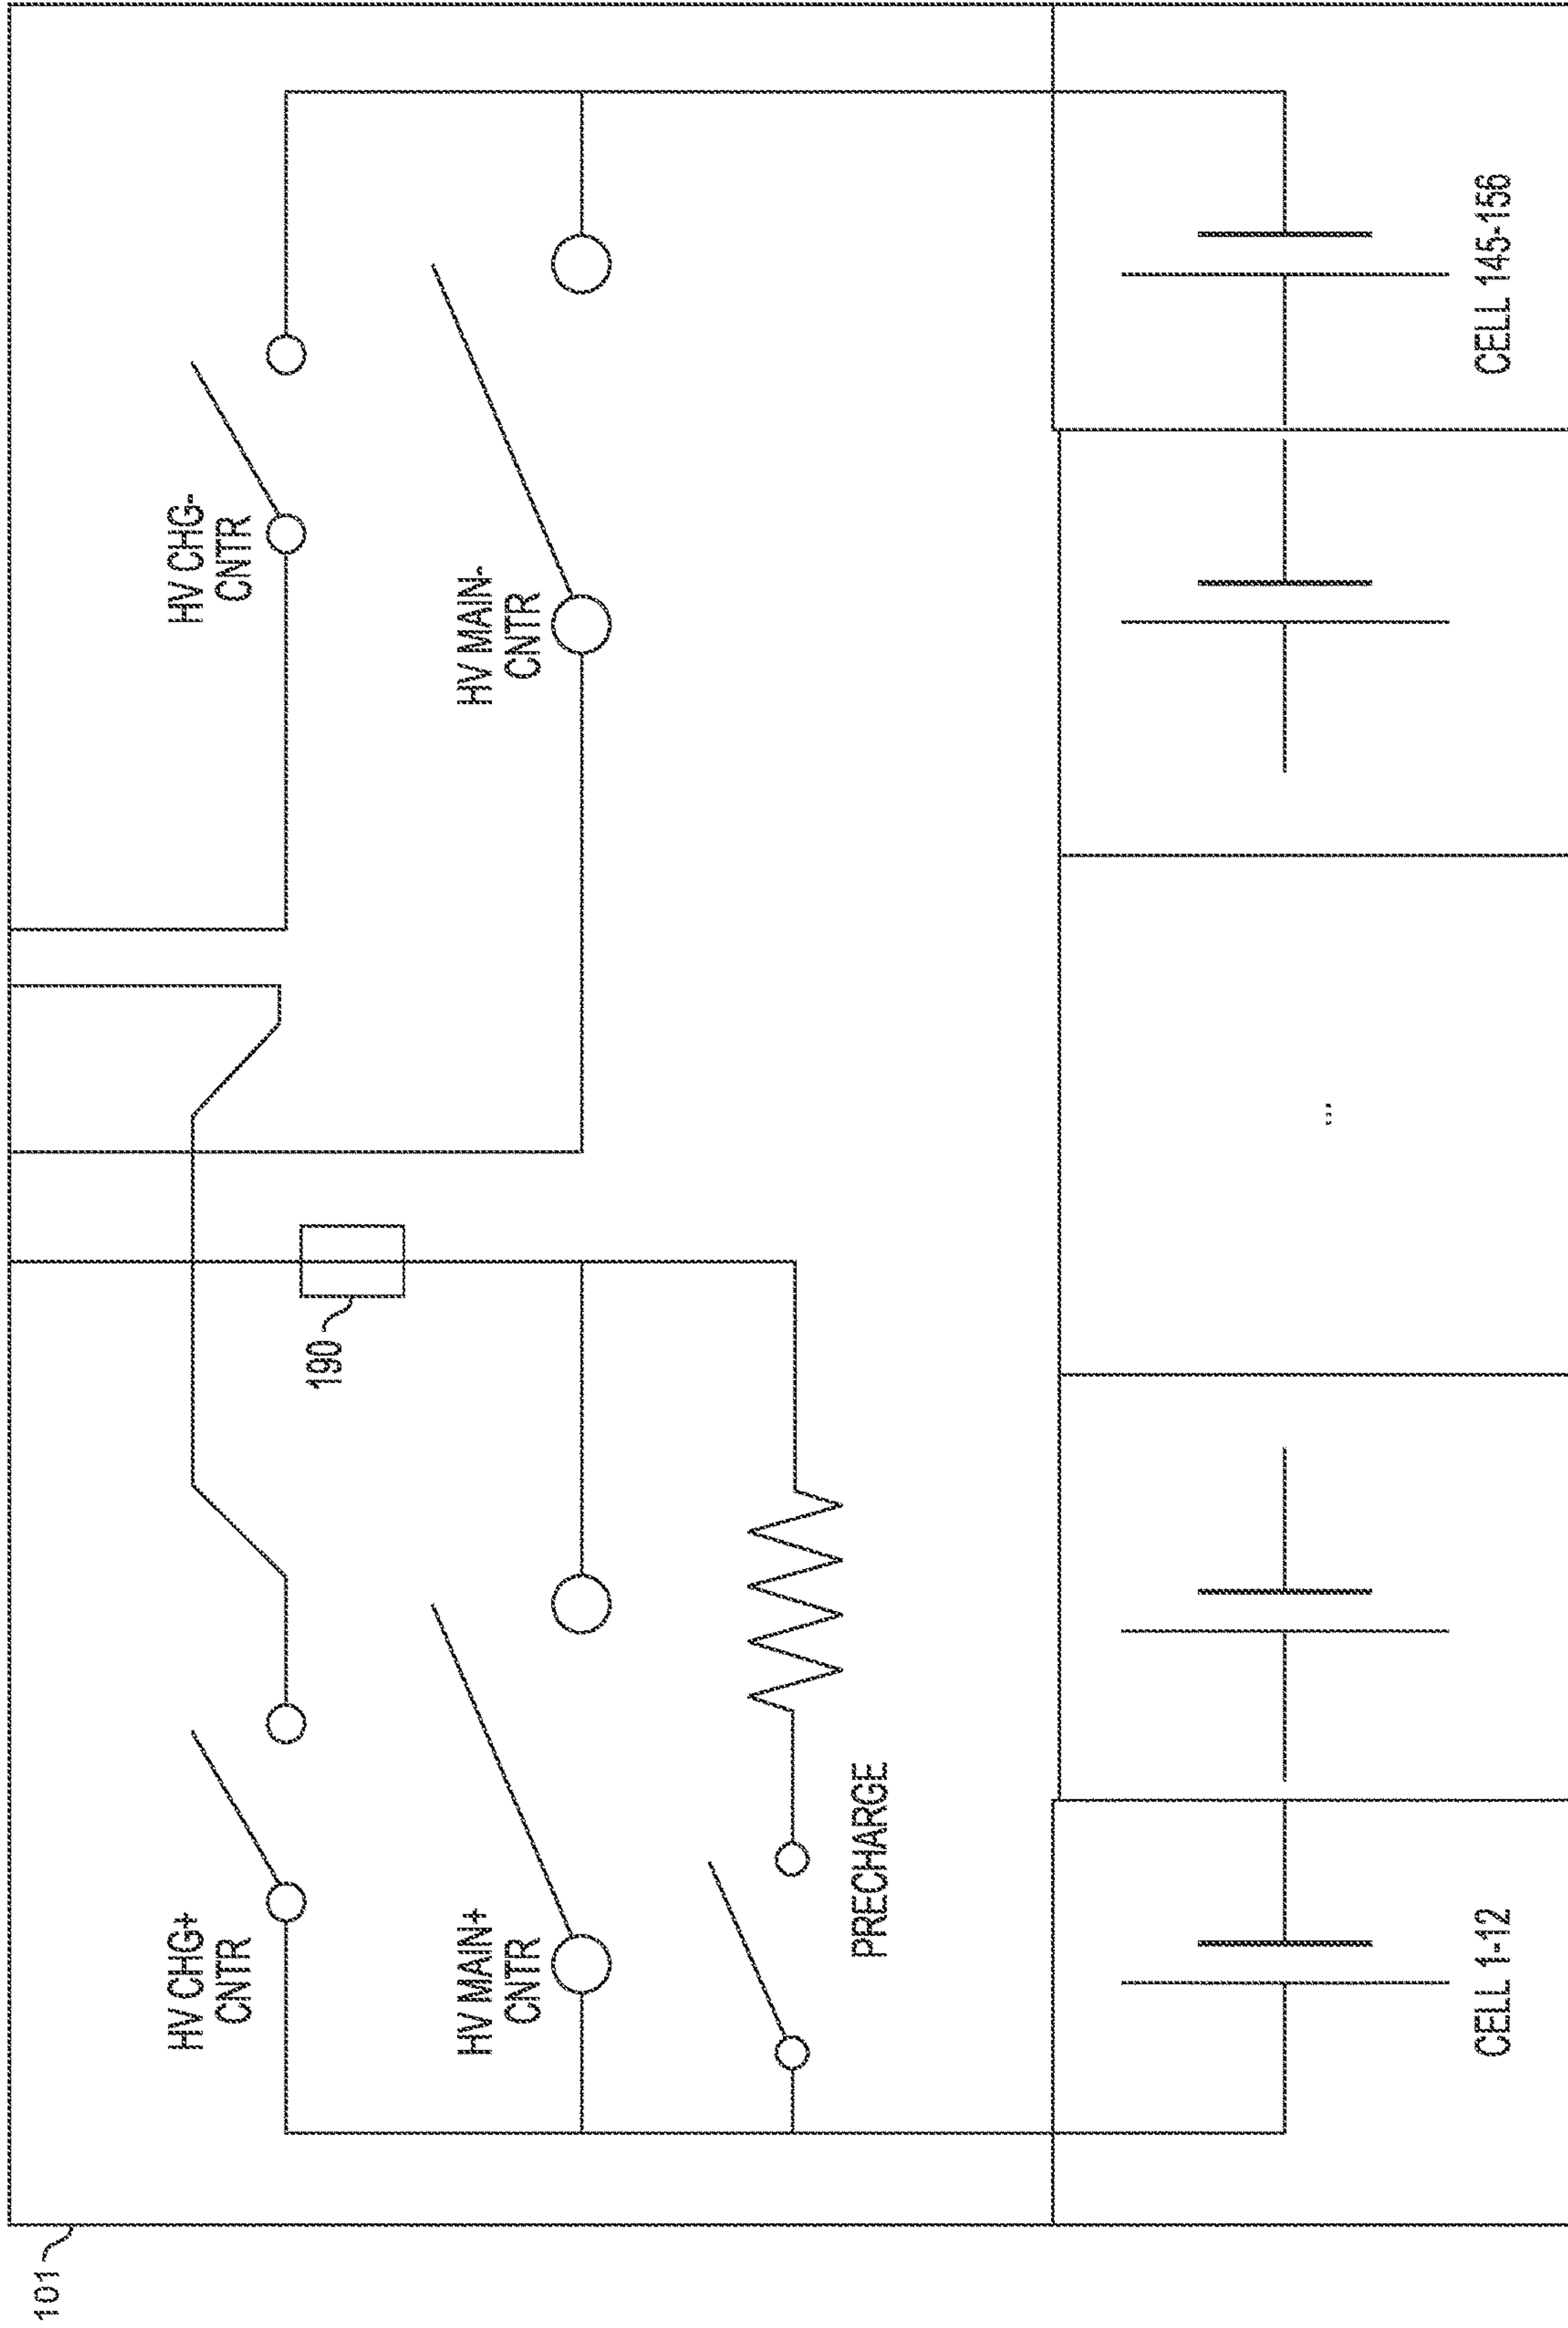 101
HV CHG+
CNTR
HV CHG-
CNTR
190
HV MAIN+
CNTR
HV MAIN-
CNTR
PRECHARGE
...
CELL 1-12
CELL 145-156